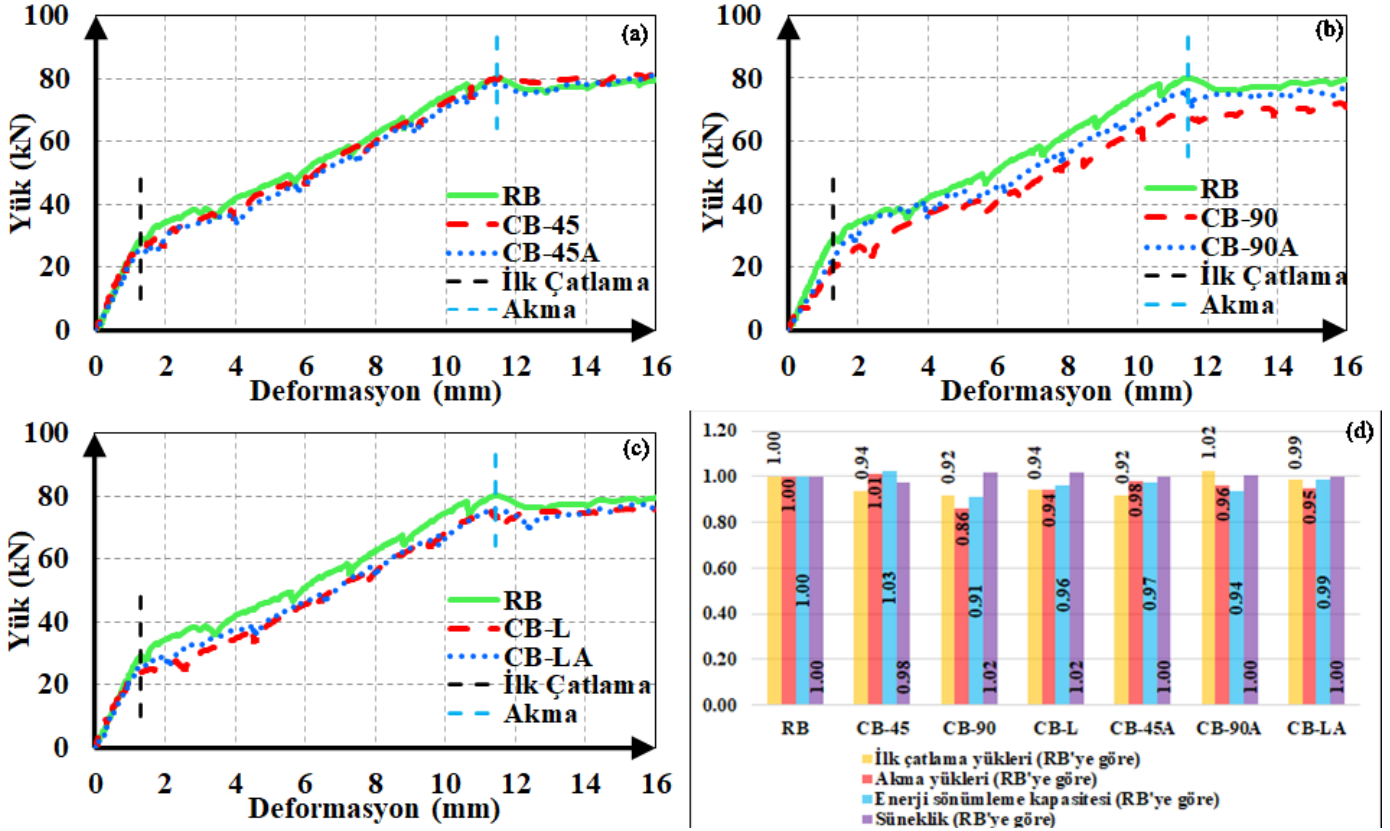 (a)
Yük (kN)
100
80
60
40
20
0
RB
CB-45
CB-45A
İlk Çatlama
Akma
0 2 4 6 8 10 12 14 16
Deformasyon (mm)
(b)
Yük (kN)
100
80
60
40
20
0
RB
CB-90
CB-90A
İlk Çatlama
Akma
0 2 4 6 8 10 12 14 16
Deformasyon (mm)
(c)
Yük (kN)
100
80
60
40
20
0
RB
CB-L
CB-LA
İlk Çatlama
Akma
0 2 4 6 8 10 12 14 16
Deformasyon (mm)
(d)
1.20
1.00
0.80
0.60
0.40
0.20
0.00
1.00 1.00 1.00 1.00
0.94 1.01 1.03 0.98
0.92 0.86 0.91 1.02
0.94 0.94 0.96 1.02
0.92 0.98 0.97 1.00
1.02 0.96 0.94 1.00
0.99 0.95 0.99 1.00
RB CB-45 CB-90 CB-L CB-45A CB-90A CB-LA
İlk çatlama yükleri (RB'ye göre)
Akma yükleri (RB'ye göre)
Enerji sönümleme kapasitesi (RB'ye göre)
Süneklik (RB'ye göre)